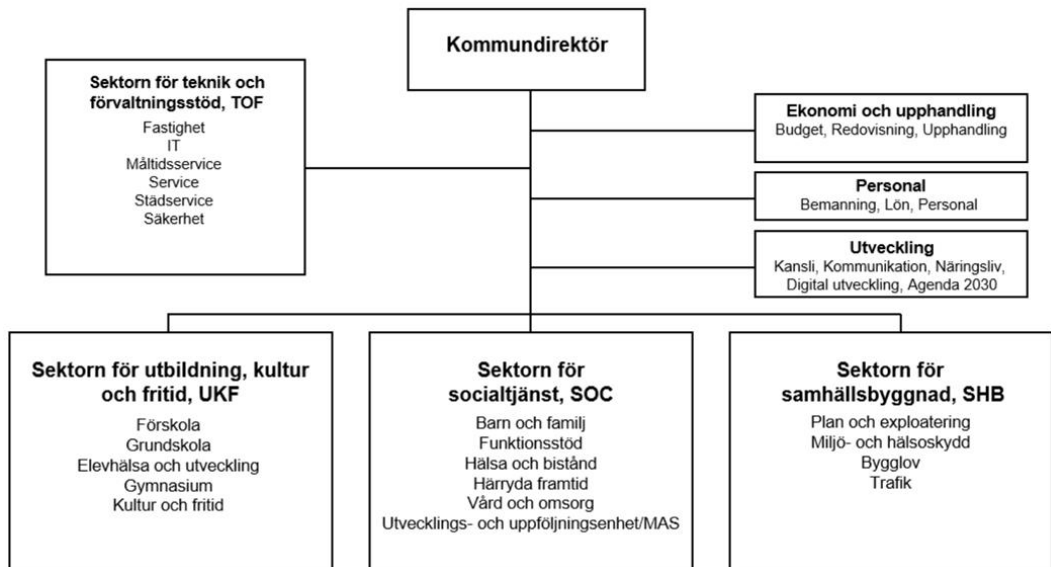 Kommundirektör
Sektorn för teknik och
förvaltningsstöd, TOF
Fastighet
IT
Måltidsservice
Service
Städservice
Säkerhet
Ekonomi och upphandling
Budget, Redovisning, Upphandling
Personal
Bemanning, Lön, Personal
Utveckling
Kansli, Kommunikation, Näringsliv,
Digital utveckling, Agenda 2030
Sektorn för utbildning, kultur
och fritid, UKF
Förskola
Grundskola
Elevhälsa och utveckling
Gymnasium
Kultur och fritid
Sektorn för
socialtjänst, SOC
Barn och familj
Funktionsstöd
Hälsa och bistånd
Härryda framtid
Vård och omsorg
Utvecklings- och uppföljningsenhet/MAS
Sektorn för
samhällsbyggnad, SHB
Plan och exploatering
Miljö- och hälsoskydd
Bygglov
Trafik